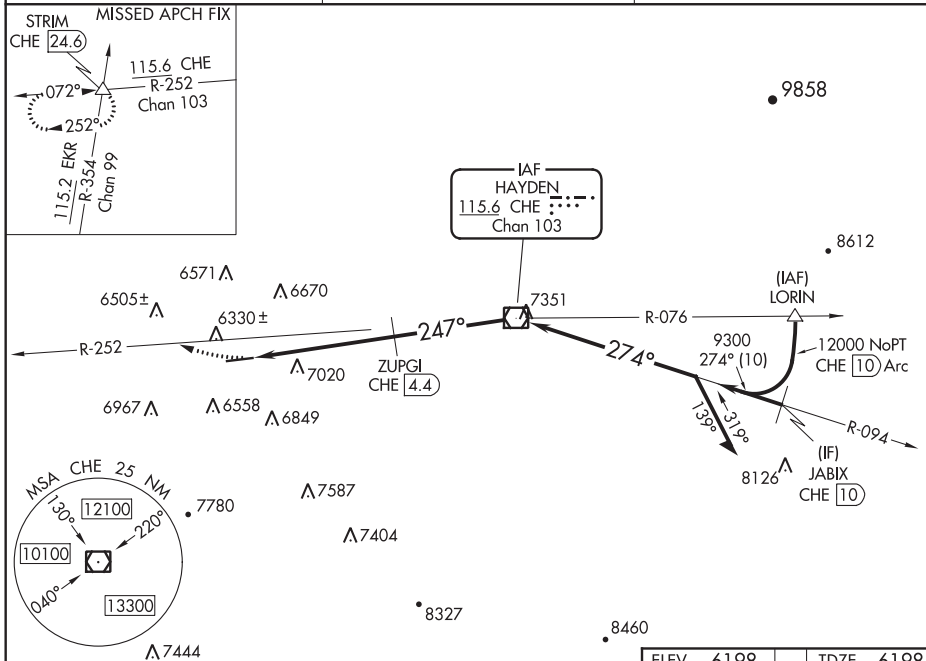 MISSED APCH FIX
STRIM
CHE 24.6
115.6 CHE
R-252
Chan 103
072°
252°
115.2 EKR
R-354
Chan 99
9858
IAF
HAYDEN
115.6 CHE
Chan 103
8612
6571
6670
6505±
6330±
7351
(IAF)
LORIN
R-076
R-252
247°
ZUPGI
CHE 4.4
7020
274°
9300
274° (10)
12000 NoPT
CHE 10 Arc
6967
6558
6849
139°
319°
R-094
(IF)
JABIX
CHE 10
8126
MSA CHE 25 NM
130°
12100
220°
10100
040°
13300
7780
7587
7404
8327
8460
7444
ELEV 6198
TDZE 6198